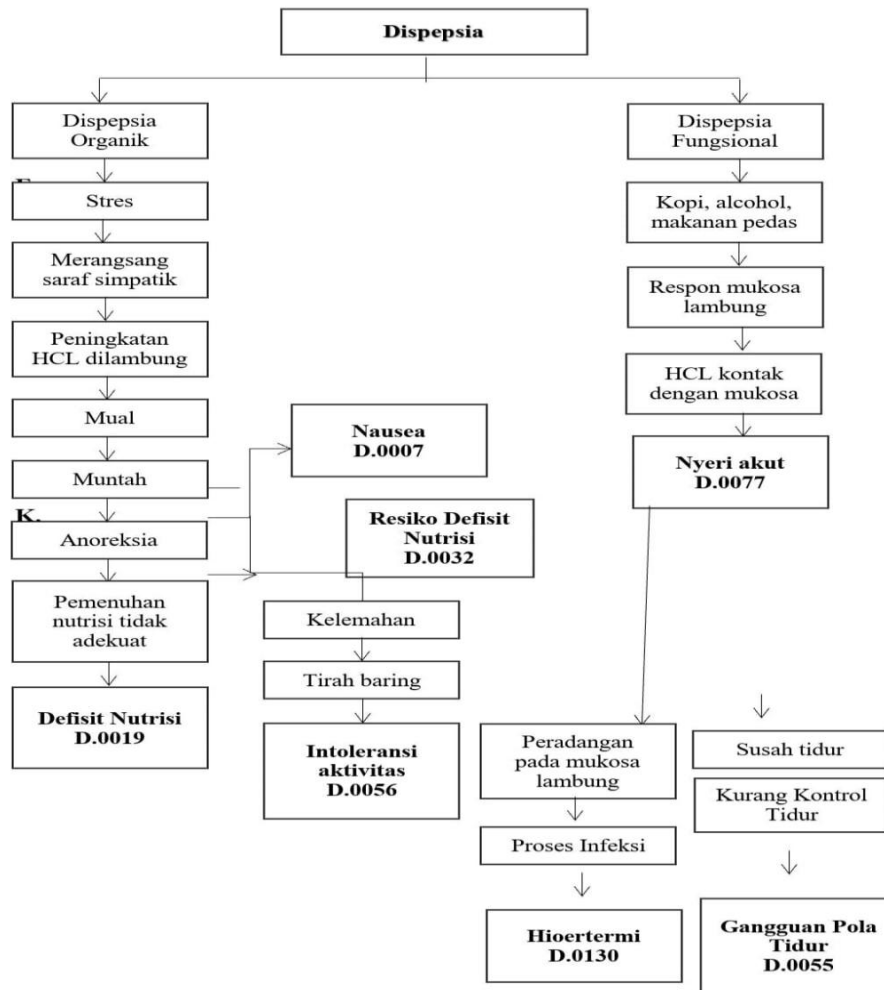 Dispepsia
Dispepsia
Organik
Dispepsia
Fungsional
Stres
Kopi, alcohol,
makanan pedas
Merangsang
saraf simpatik
Respon mukosa
lambung
Peningkatan
HCL dilambung
HCL kontak
dengan mukosa
Mual
Nausea
D.0007
Nyeri akut
D.0077
Muntah
K.
Anoreksia
Resiko Defisit
Nutrisi
D.0032
Pemenuhan
nutrisi tidak
adekuat
Kelemahan
Tirah baring
Defisit Nutrisi
D.0019
Intoleransi
aktivitas
D.0056
Peradangan
pada mukosa
lambung
Susah tidur
Kurang Kontrol
Tidur
Proses Infeksi
Hioertermi
D.0130
Gangguan Pola
Tidur
D.0055